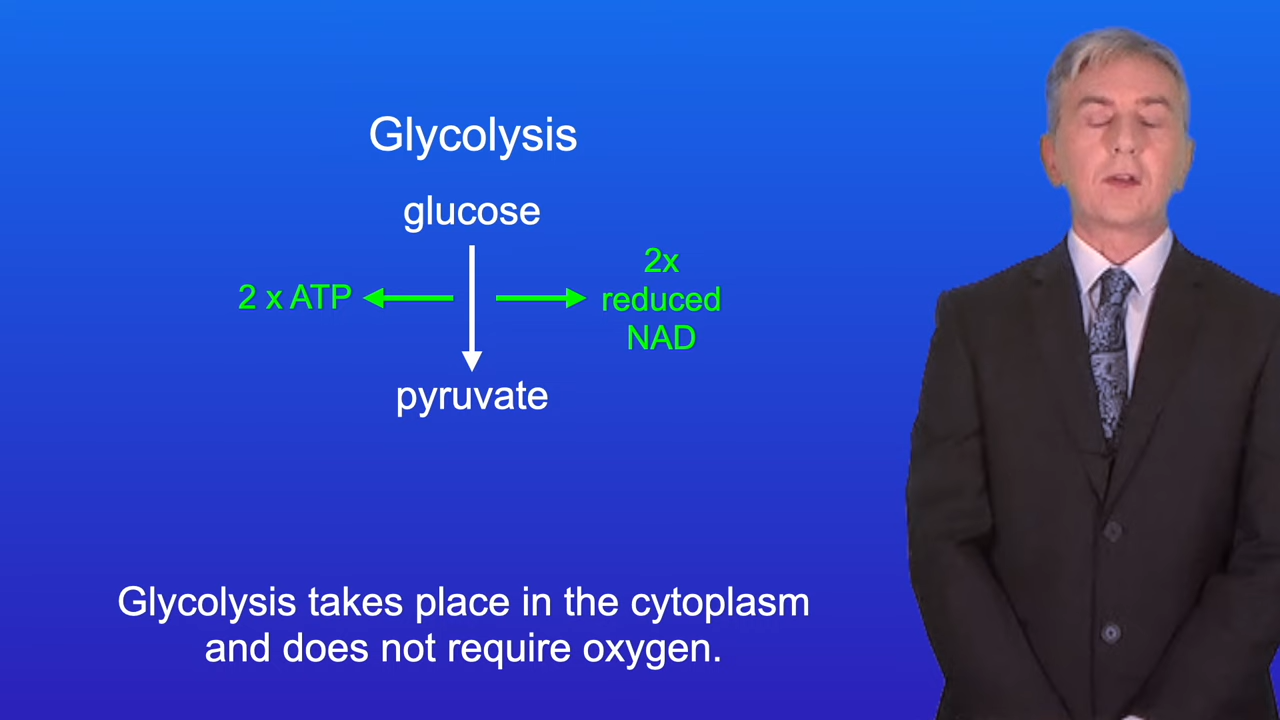 Glycolysis
glucose
2 x ATP
2x
reduced
NAD
pyruvate
Glycolysis takes place in the cytoplasm
and does not require oxygen.